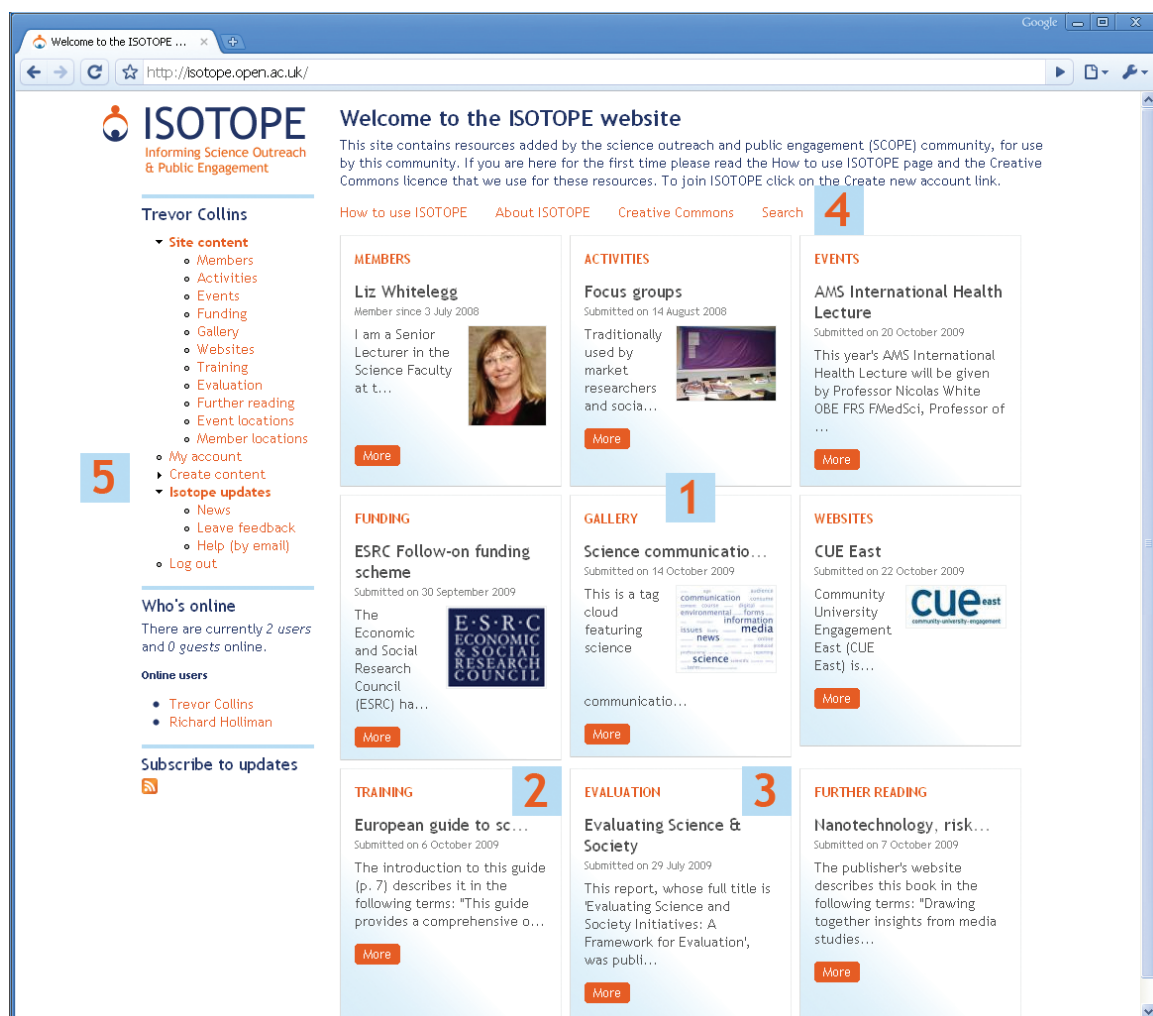 Google
Welcome to the ISOTOPE ...
http://isotope.open.ac.uk/
ISOTOPE
Informing Science Outreach
& Public Engagement
Trevor Collins
Site content
Members
Activities
Events
Funding
Gallery
Websites
Training
Evaluation
Further reading
Event locations
Member locations
My account
5
Create content
Isotope updates
News
Leave feedback
Help (by email)
Log out
Who's online
There are currently 2 users
and 0 guests online.
Online users
Trevor Collins
Richard Holliman
Subscribe to updates
Welcome to the ISOTOPE website
This site contains resources added by the science outreach and public engagement (SCOPE) community, for use
by this community. If you are here for the first time please read the How to use ISOTOPE page and the Creative
Commons licence that we use for these resources. To join ISOTOPE click on the Create new account link.
How to use ISOTOPE About ISOTOPE Creative Commons Search 4
MEMBERS
Liz Whitelegg
Member since 3 July 2008
I am a Senior
Lecturer in the
Science Faculty
at t...
More
ACTIVITIES
Focus groups
Submitted on 14 August 2008
Traditionally
used by
market
researchers
and socia...
More
EVENTS
AMS International Health
Lecture
Submitted on 20 October 2009
This year's AMS International
Health Lecture will be given
by Professor Nicolas White
OBE FRS FMedSci, Professor of
...
More
FUNDING
ESRC Follow-on funding
scheme
Submitted on 30 September 2009
The
Economic
and Social
Research
Council
(ESRC) ha...
E·S·R·C
ECONOMIC
& SOCIAL
RESEARCH
COUNCIL
More
1
GALLERY
Science communicatio...
Submitted on 14 October 2009
This is a tag
cloud
featuring
science
communicatio...
audience
communication consume
digital
environmental forms
information
issues media
news
science
More
WEBSITES
CUE East
Submitted on 22 October 2009
Community
University
Engagement
East (CUE
East) is...
cue east
community-university-engagement
More
TRAINING 2
European guide to sc...
Submitted on 6 October 2009
The introduction to this guide
(p. 7) describes it in the
following terms: "This guide
provides a comprehensive o...
More
EVALUATION 3
Evaluating Science &
Society
Submitted on 29 July 2009
This report, whose full title is
'Evaluating Science and
Society Initiatives: A
Framework for Evaluation',
was publi...
More
FURTHER READING
Nanotechnology, risk...
Submitted on 7 October 2009
The publisher's website
describes this book in the
following terms: "Drawing
together insights from media
studies...
More